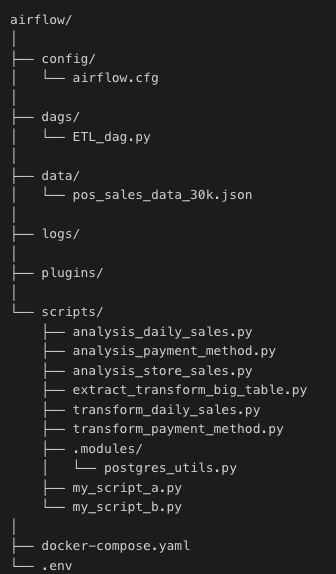 airflow/
│
├── config/
│   └── airflow.cfg
│
├── dags/
│   └── ETL_dag.py
│
├── data/
│   └── pos_sales_data_30k.json
│
├── logs/
│
├── plugins/
│
└── scripts/
    ├── analysis_daily_sales.py
    ├── analysis_payment_method.py
    ├── analysis_store_sales.py
    ├── extract_transform_big_table.py
    ├── transform_daily_sales.py
    ├── transform_payment_method.py
    ├── .modules/
    │   └── postgres_utils.py
    ├── my_script_a.py
    └── my_script_b.py
│
├── docker-compose.yaml
└── .env